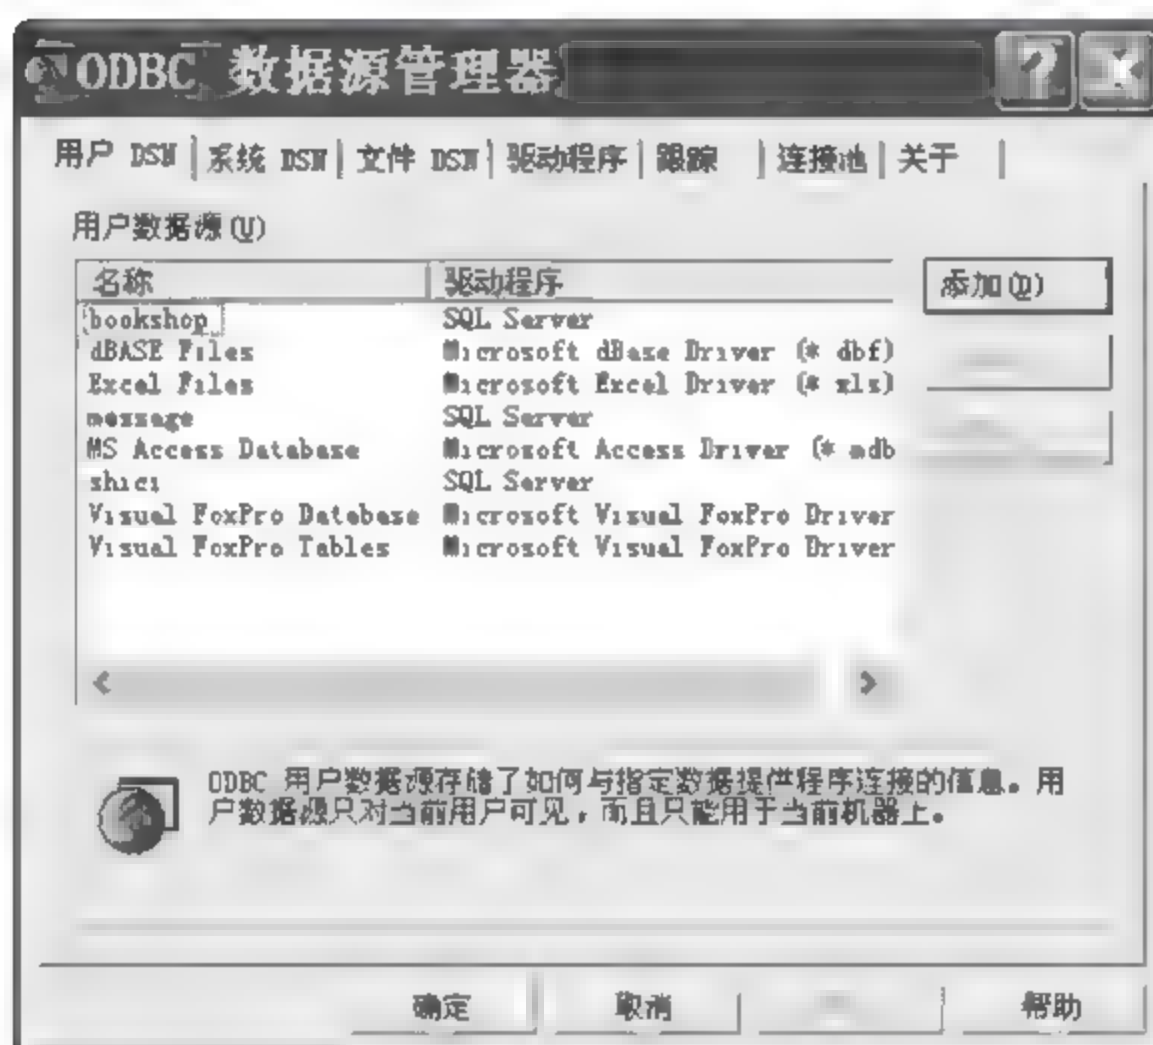 ODBC 数据源管理器
用户 DSN 系统 DSN 文件 DSN 驱动程序 跟踪 连接池 关于
用户数据源(U)
名称 驱动程序 添加(D)
bookshop SQL Server
dBASE Files Microsoft dBase Driver (* dbf)
Excel Files Microsoft Excel Driver (* xls)
message SQL Server
MS Access Database Microsoft Access Driver (* mdb
shici SQL Server
Visual FoxPro Database Microsoft Visual FoxPro Driver
Visual FoxPro Tables Microsoft Visual FoxPro Driver
ODBC 用户数据源存储了如何与指定数据提供程序连接的信息。用
户数据源只对当前用户可见，而且只能用于当前机器上。
确定 取消 帮助